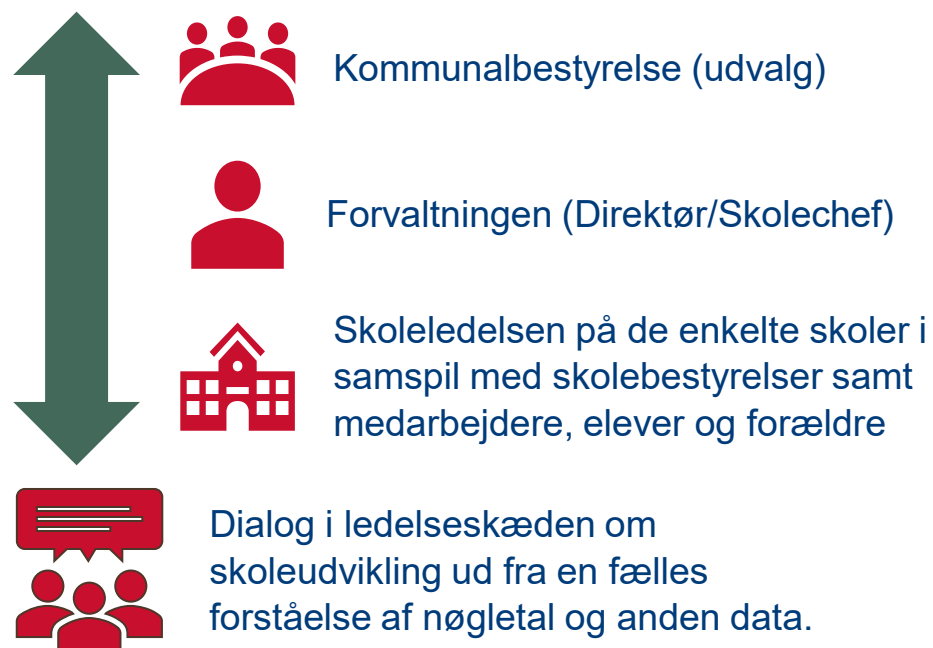 Kommunalbestyrelse (udvalg)
Forvaltningen (Direktør/Skolechef)
Skoleledelsen på de enkelte skoler i
samspil med skolebestyrelser samt
medarbejdere, elever og forældre
Dialog i ledelseskæden om
skoleudvikling ud fra en fælles
forståelse af nøgletal og anden data.